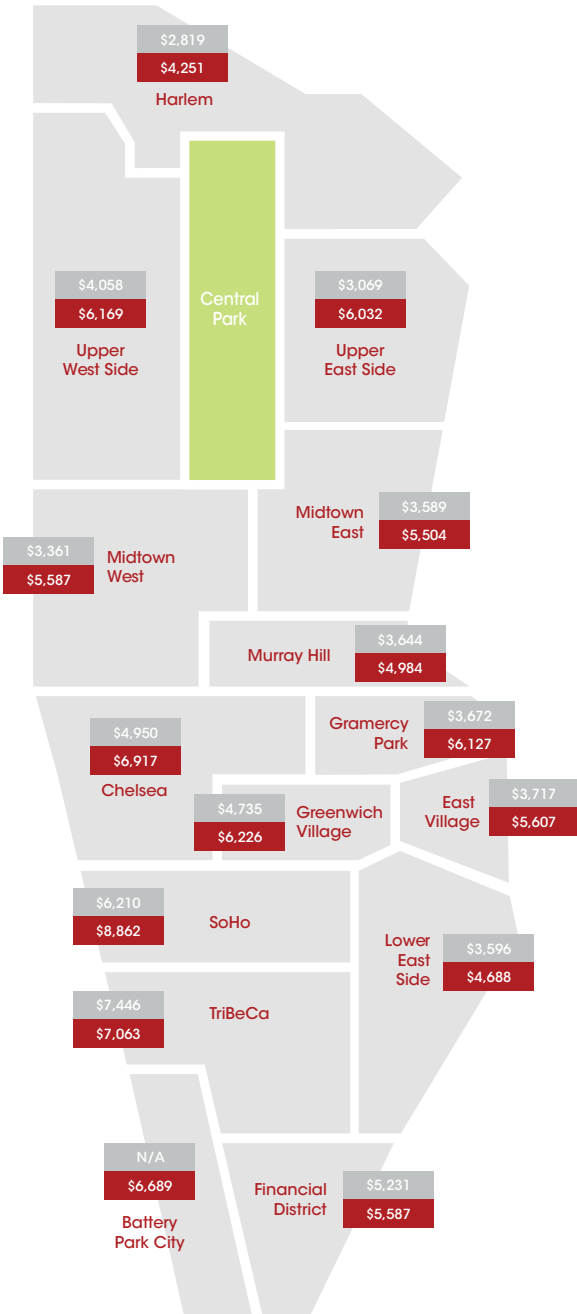 $2,819
$4,251
Harlem
$4,058
$6,169
Upper
West Side
Central
Park
$3,069
$6,032
Upper
East Side
Midtown
East
$3,589
$5,504
$3,361
$5,587
Midtown
West
Murray Hill
$3,644
$4,984
Gramercy
Park
$3,672
$6,127
$4,950
$6,917
Chelsea
$4,735
$6,226
Greenwich
Village
East
Village
$3,717
$5,607
$6,210
$8,862
SoHo
Lower
East
Side
$3,596
$4,688
$7,446
$7,063
TriBeCa
N/A
$6,689
Battery
Park City
Financial
District
$5,231
$5,587